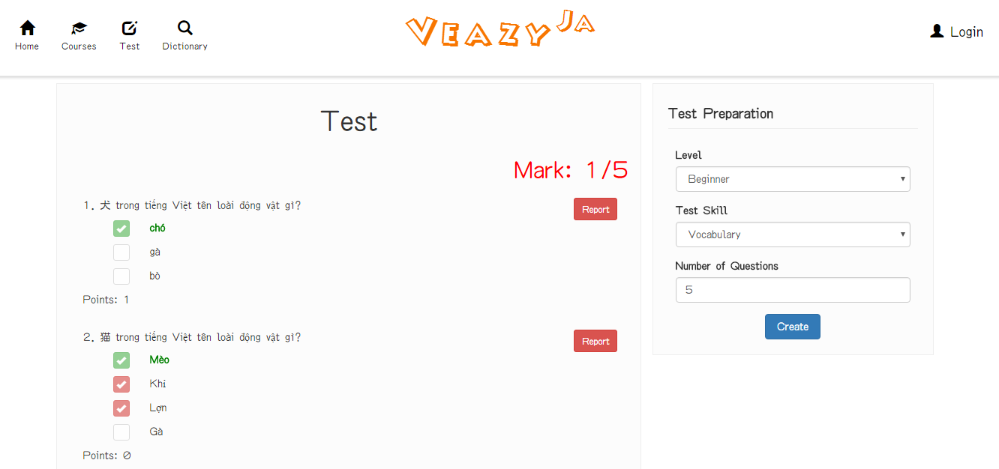 Home
Courses
Test
Dictionary
VEAZY JA
Login
Test
Mark: 1/5
1. 犬 trong tiếng Việt tên loài động vật gì?
Report
chó
gà
bò
Points: 1
2. 猫 trong tiếng Việt tên loài động vật gì?
Report
Mèo
Khỉ
Lợn
Gà
Points: 0
Test Preparation
Level
Beginner
Test Skill
Vocabulary
Number of Questions
5
Create